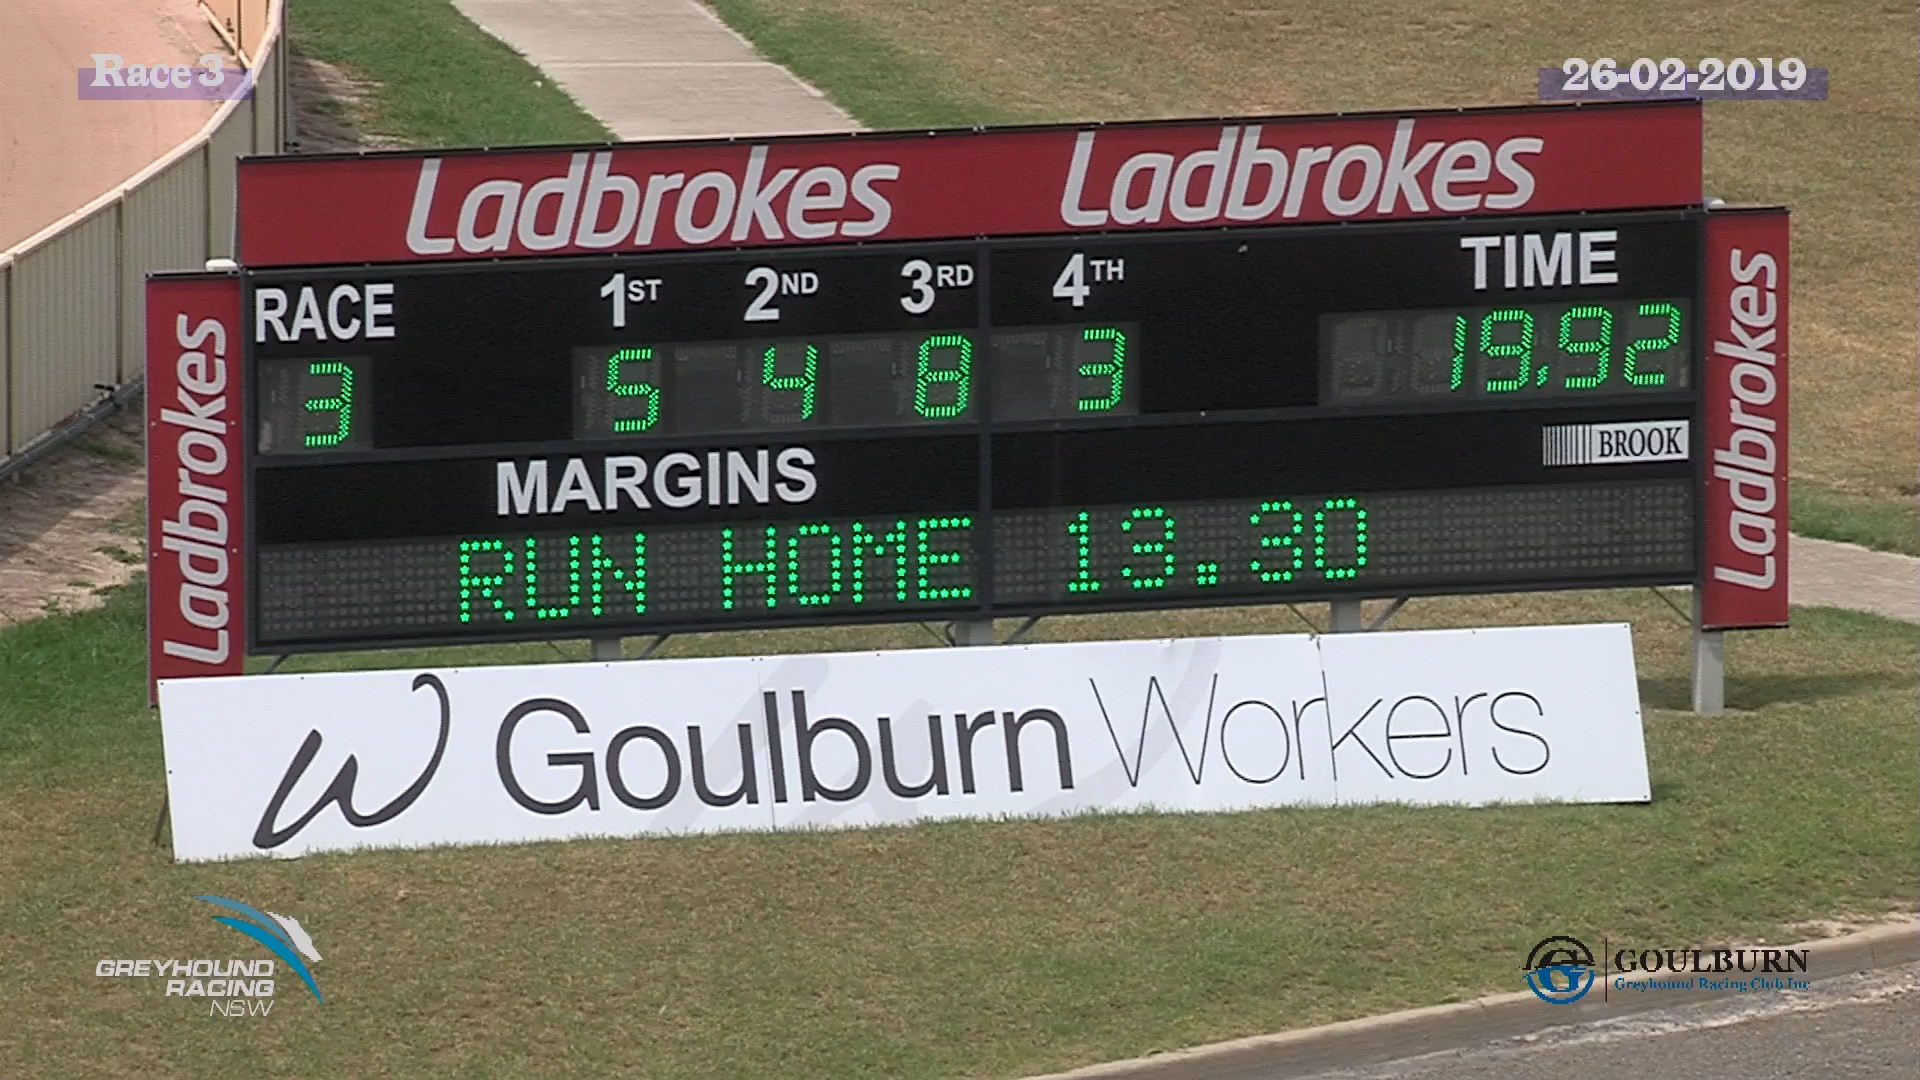 Race 3
26-02-2019
Ladbrokes Ladbrokes
RACE 1ST 2ND 3RD 4TH TIME
3 5 4 8 3 19.92
BROOK
MARGINS
RUN HOME 13.30
Ladbrokes
Ladbrokes
W Goulburn Workers
GREYHOUND
RACING
NSW
GOULBURN
Greyhound Racing Club Inc